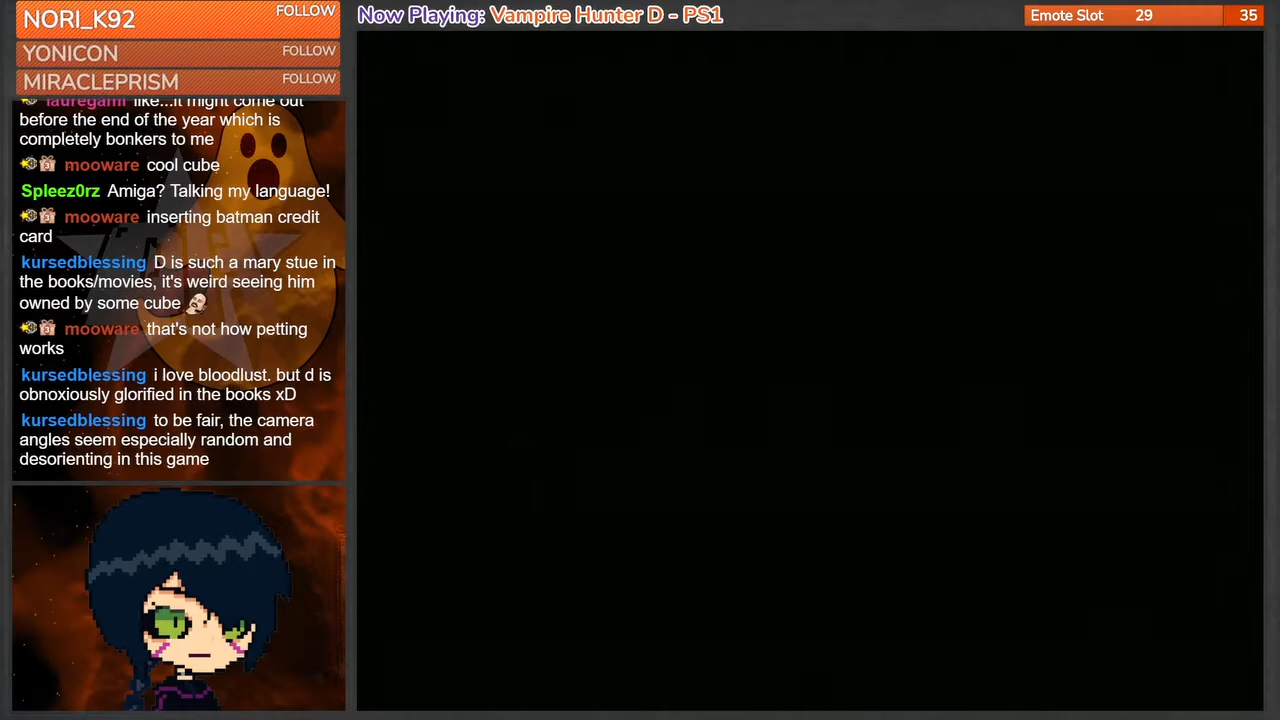 NORI_K92 FOLLOW
YONICON FOLLOW
MIRACLEPRISM FOLLOW
Now Playing: Vampire Hunter D - PS1
Emote Slot 29 35
lauregami like...it might come out
before the end of the year which is
completely bonkers to me
mooware cool cube
Spleez0rz Amiga? Talking my language!
mooware inserting batman credit
card
kursedblessing D is such a mary stue in
the books/movies, it's weird seeing him
owned by some cube
mooware that's not how petting
works
kursedblessing i love bloodlust. but d is
obnoxiously glorified in the books xD
kursedblessing to be fair, the camera
angles seem especially random and
desorienting in this game